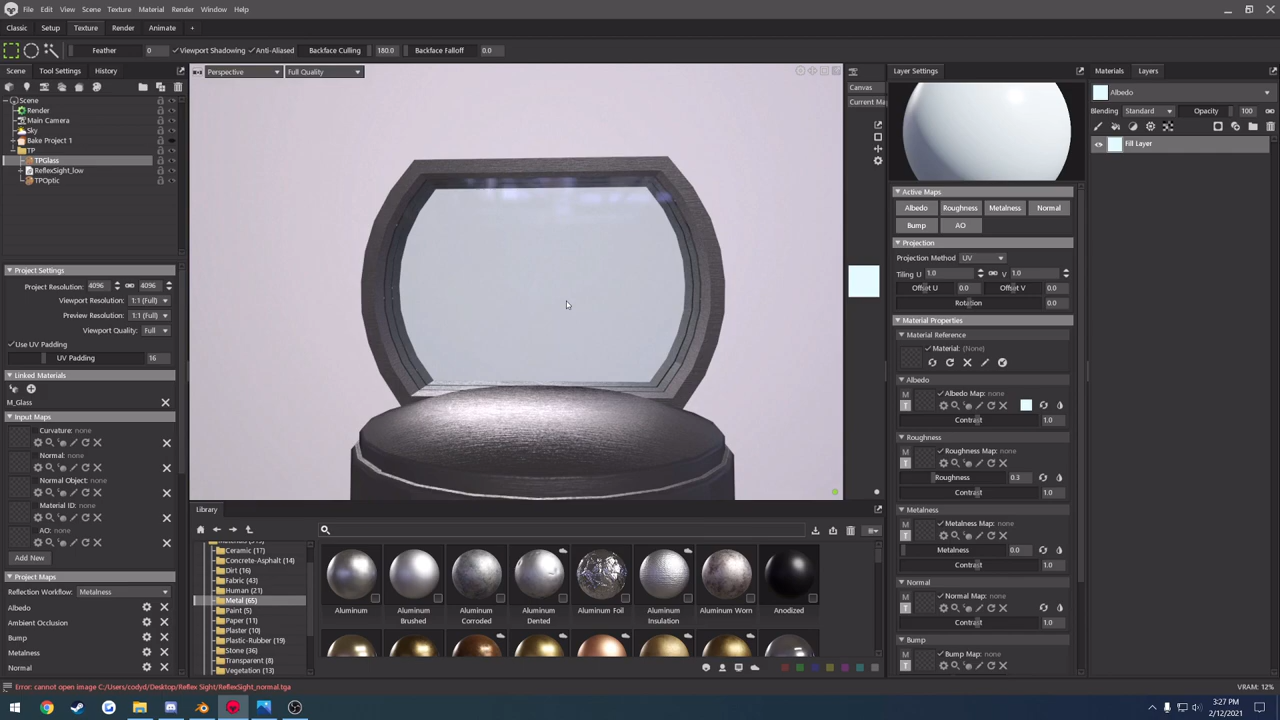 File Edit View Scene Texture Material Render Window Help
Classic Setup Texture Render Animate +
Feather 0 Viewport Shadowing Anti-Aliased Backface Culling 180.0 Backface Falloff 0.0
Scene Tool Settings History
Perspective Full Quality
Scene
Render
Main Camera
Sky
Bake Project 1
TP
TPGlass
ReflexSight_low
TPOptic
Project Settings
Project Resolution: 4096 4096
Viewport Resolution: 1:1 (Full)
Preview Resolution: 1:1 (Full)
Viewport Quality: Full
Use UV Padding
UV Padding 16
Linked Materials
M_Glass
Input Maps
Curvature: none
Normal: none
Normal Object: none
Material ID: none
AO: none
Add New
Project Maps
Reflection Workflow: Metalness
Albedo
Ambient Occlusion
Bump
Metalness
Normal
Canvas
Current Ma
Library
Ceramic (17)
Concrete-Asphalt (14)
Dirt (16)
Fabric (43)
Human (21)
Metal (65)
Paint (5)
Paper (11)
Plaster (10)
Plastic-Rubber (19)
Stone (36)
Transparent (8)
Vegetation (13)
Aluminum
Aluminum Brushed
Aluminum Corroded
Aluminum Dented
Aluminum Foil
Aluminum Insulation
Aluminum Worn
Anodized
Layer Settings
Active Maps
Albedo Roughness Metalness Normal
Bump AO
Projection
Projection Method UV
Tiling U 1.0 V 1.0
Offset U 0.0 Offset V 0.0
Rotation 0.0
Material Properties
Material Reference
Material: (None)
Albedo
M Albedo Map: none
T
Contrast 1.0
Roughness
M Roughness Map: none
T
Roughness 0.3
Contrast 1.0
Metalness
M Metalness Map: none
T
Metalness 0.0
Contrast 1.0
Normal
M Normal Map: none
T
Contrast 1.0
Bump
M Bump Map: none
T
Materials Layers
Albedo
Blending Standard Opacity 100
Fill Layer
Error: cannot open image C:/Users/codyd/Desktop/Reflex Sight/ReflexSight_normal.tga
VRAM: 12%
3:27 PM
2/12/2021